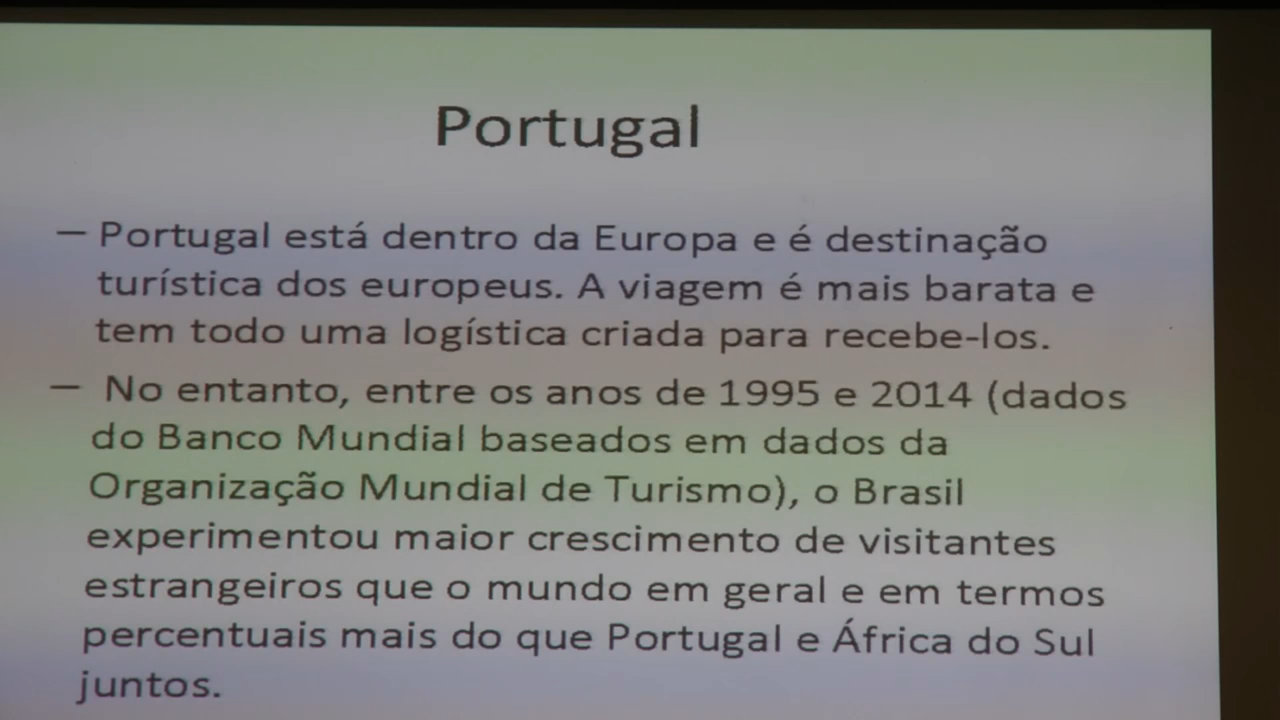 Portugal
– Portugal está dentro da Europa e é destinação
turística dos europeus. A viagem é mais barata e
tem todo uma logística criada para recebe-los.
– No entanto, entre os anos de 1995 e 2014 (dados
do Banco Mundial baseados em dados da
Organização Mundial de Turismo), o Brasil
experimentou maior crescimento de visitantes
estrangeiros que o mundo em geral e em termos
percentuais mais do que Portugal e África do Sul
juntos.